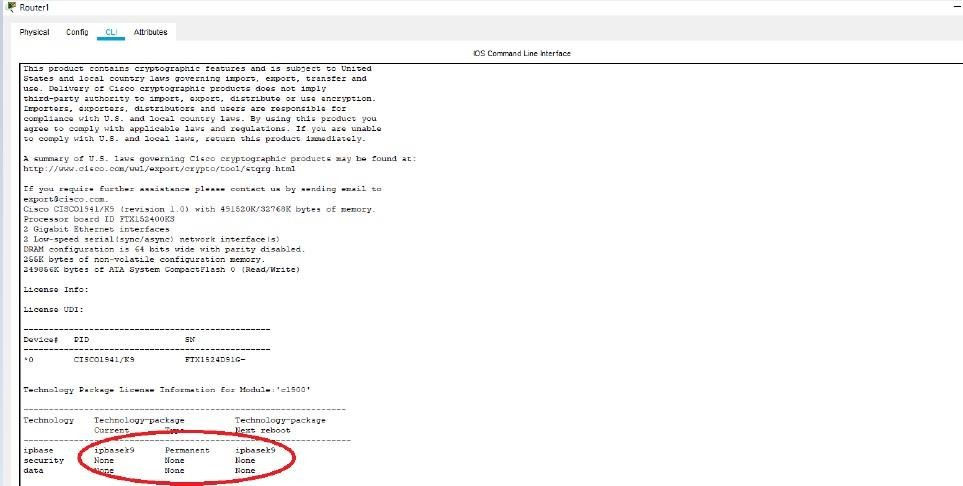 Router1
Physical Config CLI Attributes
IOS Command Line Interface
This product contains cryptographic features and is subject to United
States and local country laws governing import, export, transfer and
use. Delivery of Cisco cryptographic products does not imply
third-party authority to import, export, distribute or use encryption.
Importers, exporters, distributors and users are responsible for
compliance with U.S. and local country laws. By using this product you
agree to comply with applicable laws and regulations. If you are unable
to comply with U.S. and local laws, return this product immediately.
A summary of U.S. laws governing Cisco cryptographic products may be found at:
http://www.cisco.com/wwl/export/crypto/tool/stqrg.html
If you require further assistance please contact us by sending email to
export@cisco.com.
Cisco CISCO1941/K9 (revision 1.0) with 491520K/32768K bytes of memory.
Processor board ID FTX152400KS
2 Gigabit Ethernet interfaces
2 Low-speed serial(sync/async) network interface(s)
DRAM configuration is 64 bits wide with parity disabled.
255K bytes of non-volatile configuration memory.
249856K bytes of ATA System CompactFlash 0 (Read/Write)
License Info:
License UDI:
-------------------------------------------------
Device# PID SN
-------------------------------------------------
*0 CISCO1941/K9 FTX1524D91G-
Technology Package License Information for Module:'c1900'
----------------------------------------------------------------
Technology Technology-package Technology-package
Current Type Next reboot
-----------------------------------------------------------------
ipbase ipbasek9 Permanent ipbasek9
security None None None
data None None None